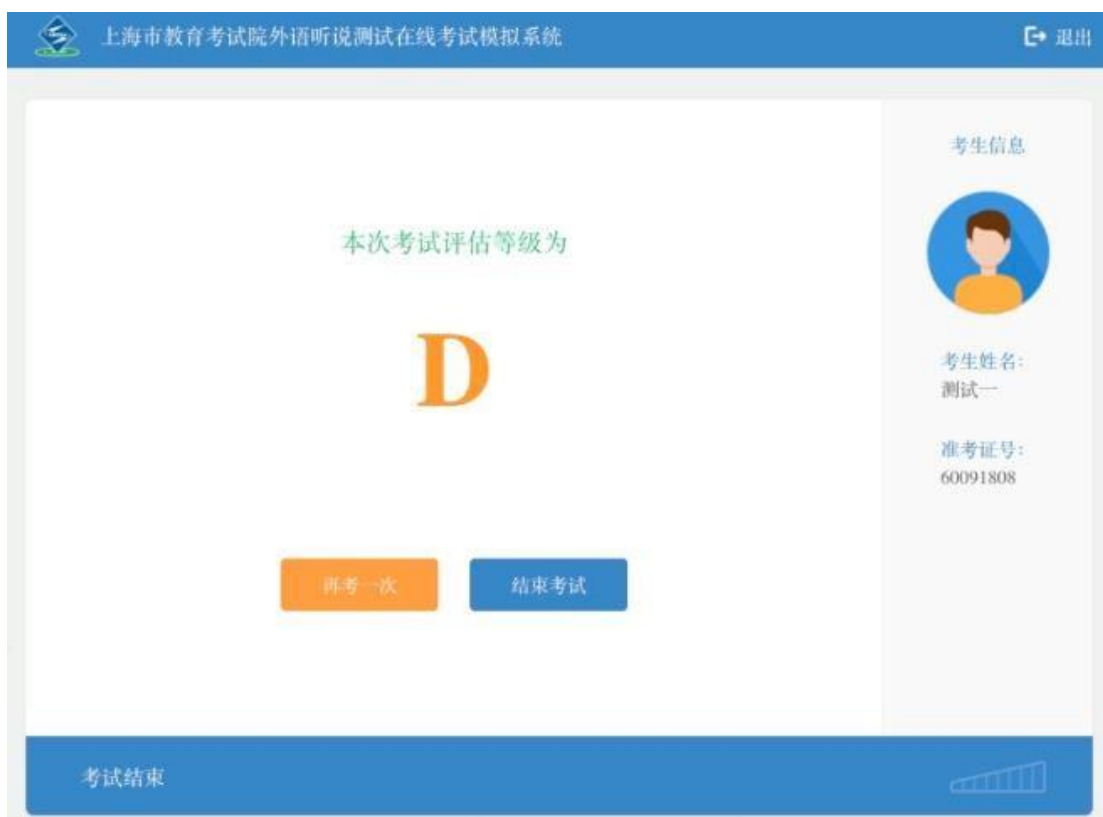 上海市教育考试院外语听说测试在线考试模拟系统
退出
考生信息
本次考试评估等级为
D
考生姓名:
测试一
准考证号:
60091808
再考一次
结束考试
考试结束